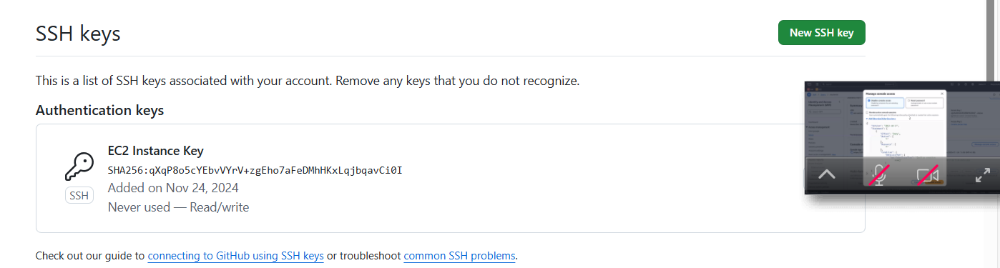 SSH keys
New SSH key
This is a list of SSH keys associated with your account. Remove any keys that you do not recognize.
Authentication keys
EC2 Instance Key
SHA256:qXqP8o5cYEbvVYrV+zgEho7aFeDMhHKxLqjbqavCi0I
Added on Nov 24, 2024
SSH
Never used — Read/write
Check out our guide to connecting to GitHub using SSH keys or troubleshoot common SSH problems.
Manage console access